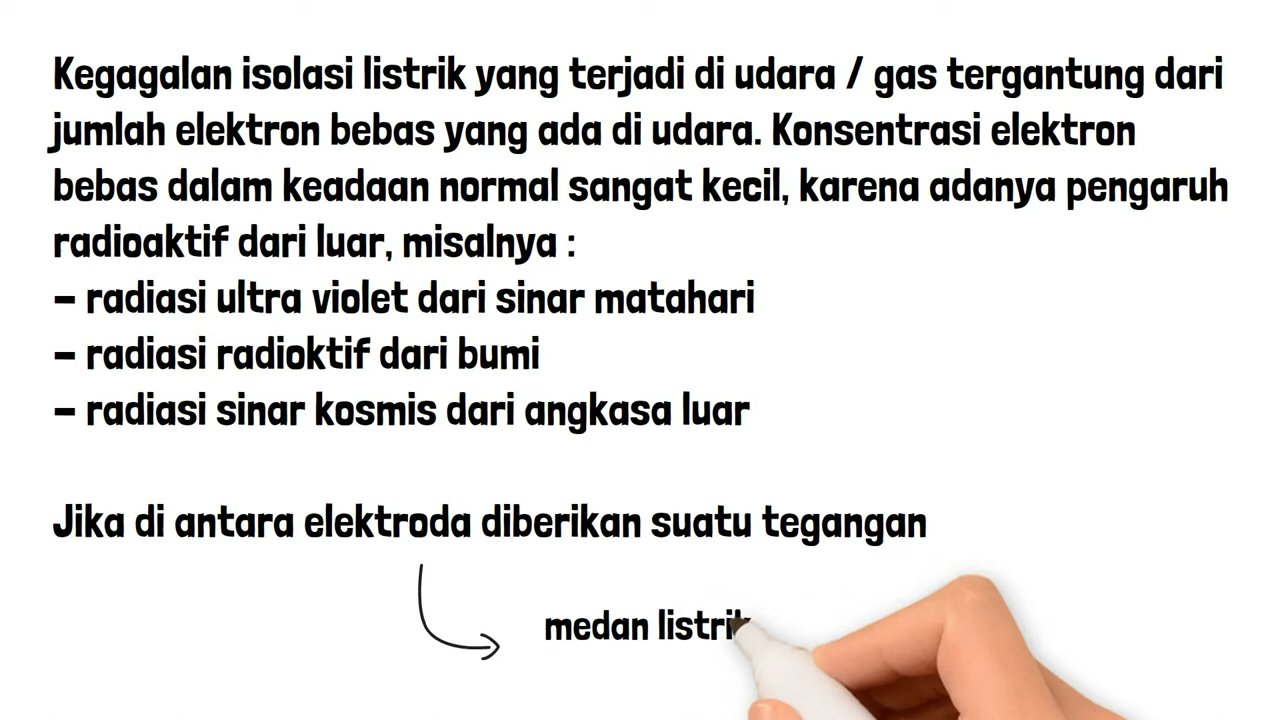 Kegagalan isolasi listrik yang terjadi di udara / gas tergantung dari
jumlah elektron bebas yang ada di udara. Konsentrasi elektron
bebas dalam keadaan normal sangat kecil, karena adanya pengaruh
radioaktif dari luar, misalnya :
- radiasi ultra violet dari sinar matahari
- radiasi radioktif dari bumi
- radiasi sinar kosmis dari angkasa luar
Jika di antara elektroda diberikan suatu tegangan
medan listrik